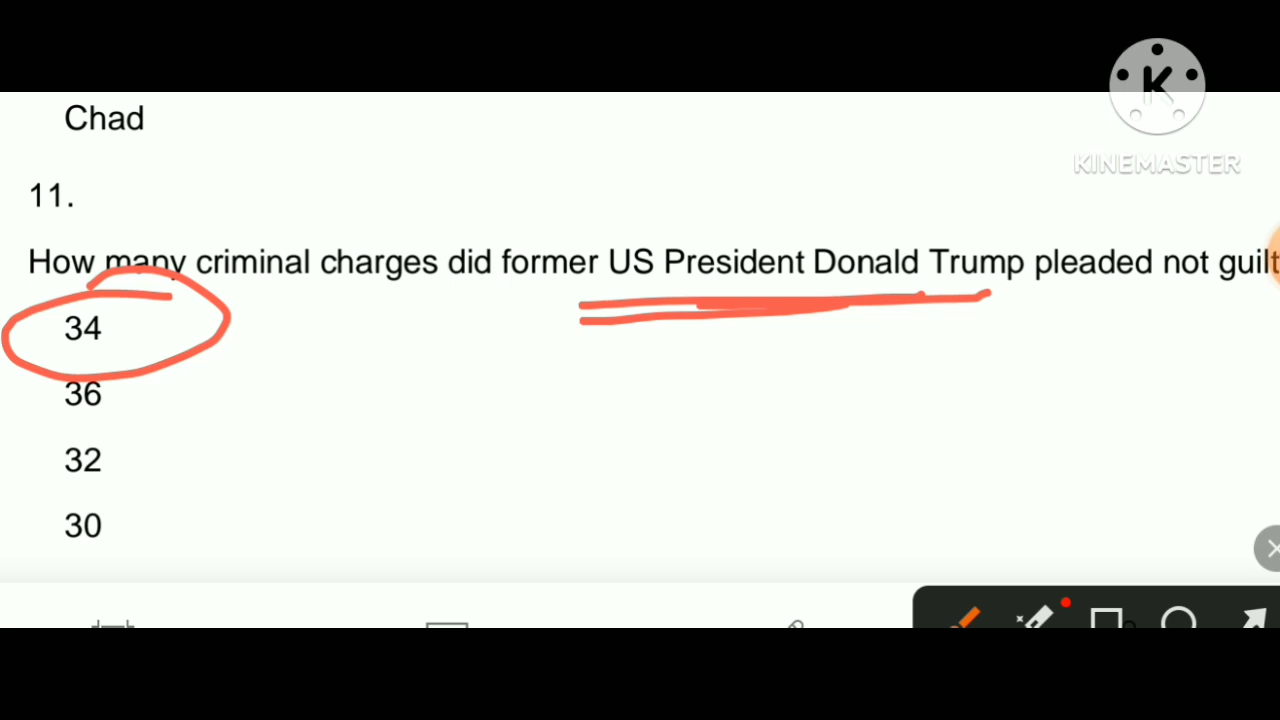 Chad
K
KINEMASTER
11.
How many criminal charges did former US President Donald Trump pleaded not guilt
34
36
32
30